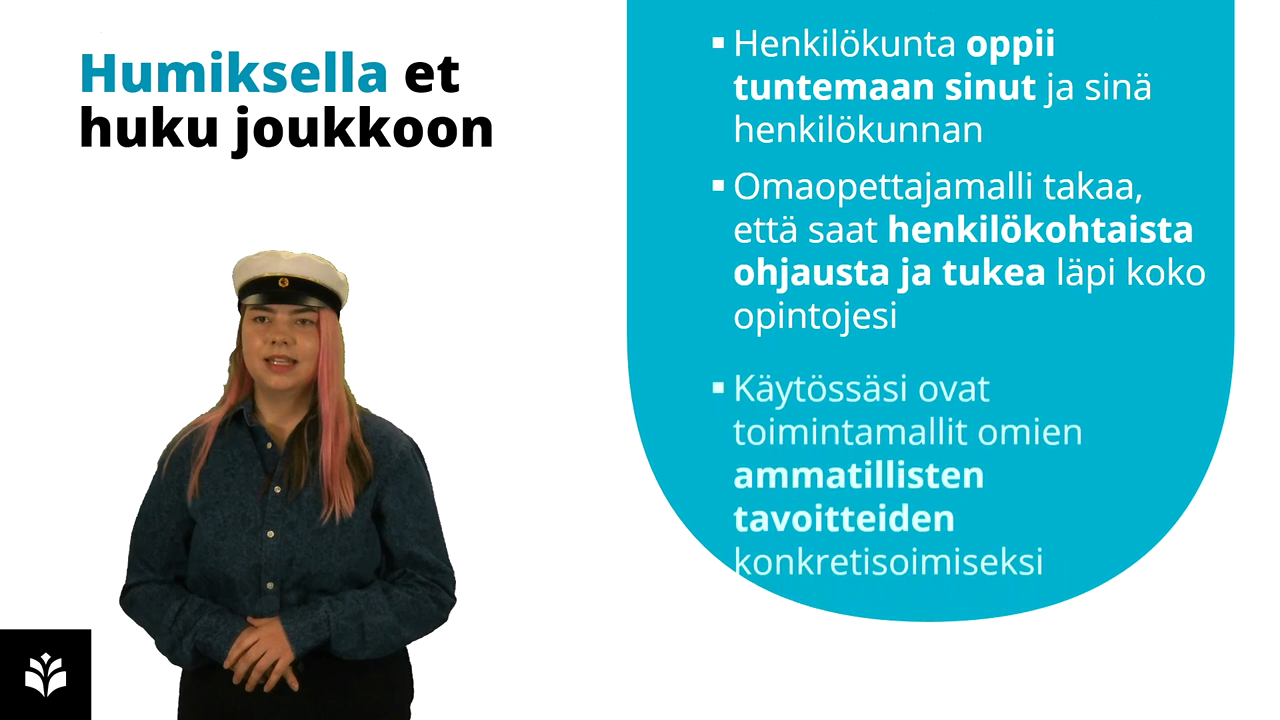 Humiksella et
huku joukkoon
Henkilökunta oppii
tuntemaan sinut ja sinä
henkilökunnan
Omaopettajamalli takaa,
että saat henkilökohtaista
ohjausta ja tukea läpi koko
opintojesi
Käytössäsi ovat
toimintamallit omien
ammatillisten
tavoitteiden
konkretisoimiseksi